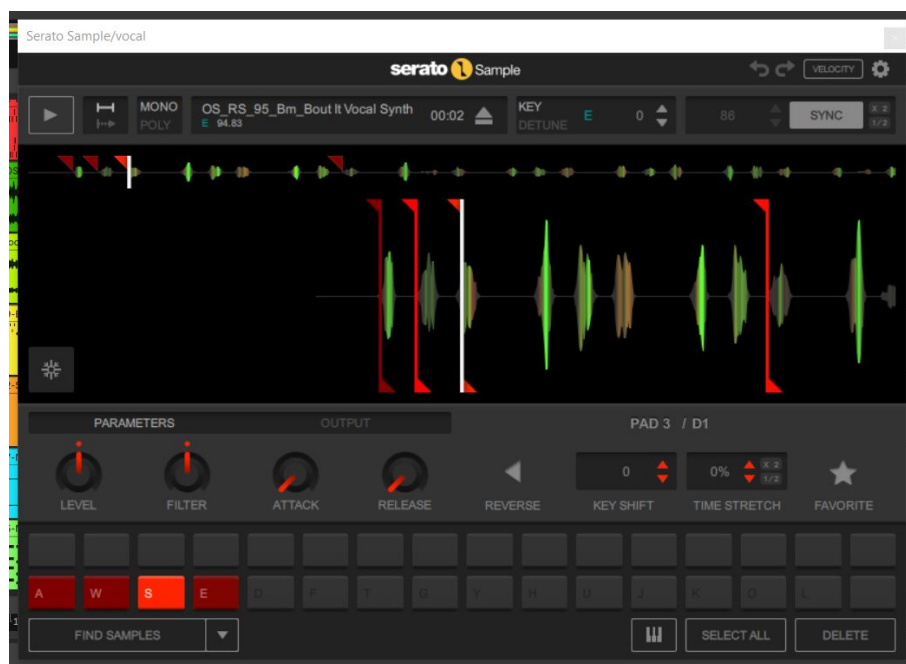 Serato Sample/vocal
serato Sample
VELOCITY
MONO
POLY
OS_RS_95_Bm_Bout It Vocal Synth
E 94.83
00:02
KEY
DETUNE
E
0
86
SYNC
X 2
1/2
PARAMETERS
OUTPUT
PAD 3 / D1
LEVEL
FILTER
ATTACK
RELEASE
REVERSE
0
KEY SHIFT
0%
X 2
1/2
TIME STRETCH
FAVORITE
A W S E D F T G Y H U J K O L
FIND SAMPLES
SELECT ALL
DELETE